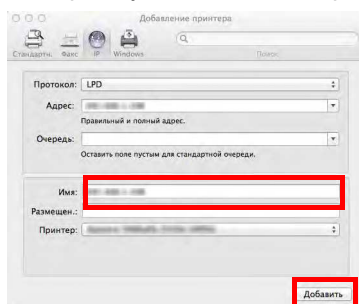 Добавление принтера
Стандартн. Факс IP Windows Поиск
Протокол: LPD
Адрес:
Правильный и полный адрес.
Очередь:
Оставить поле пустым для стандартной очереди.
Имя:
Размещен.:
Принтер:
Добавить